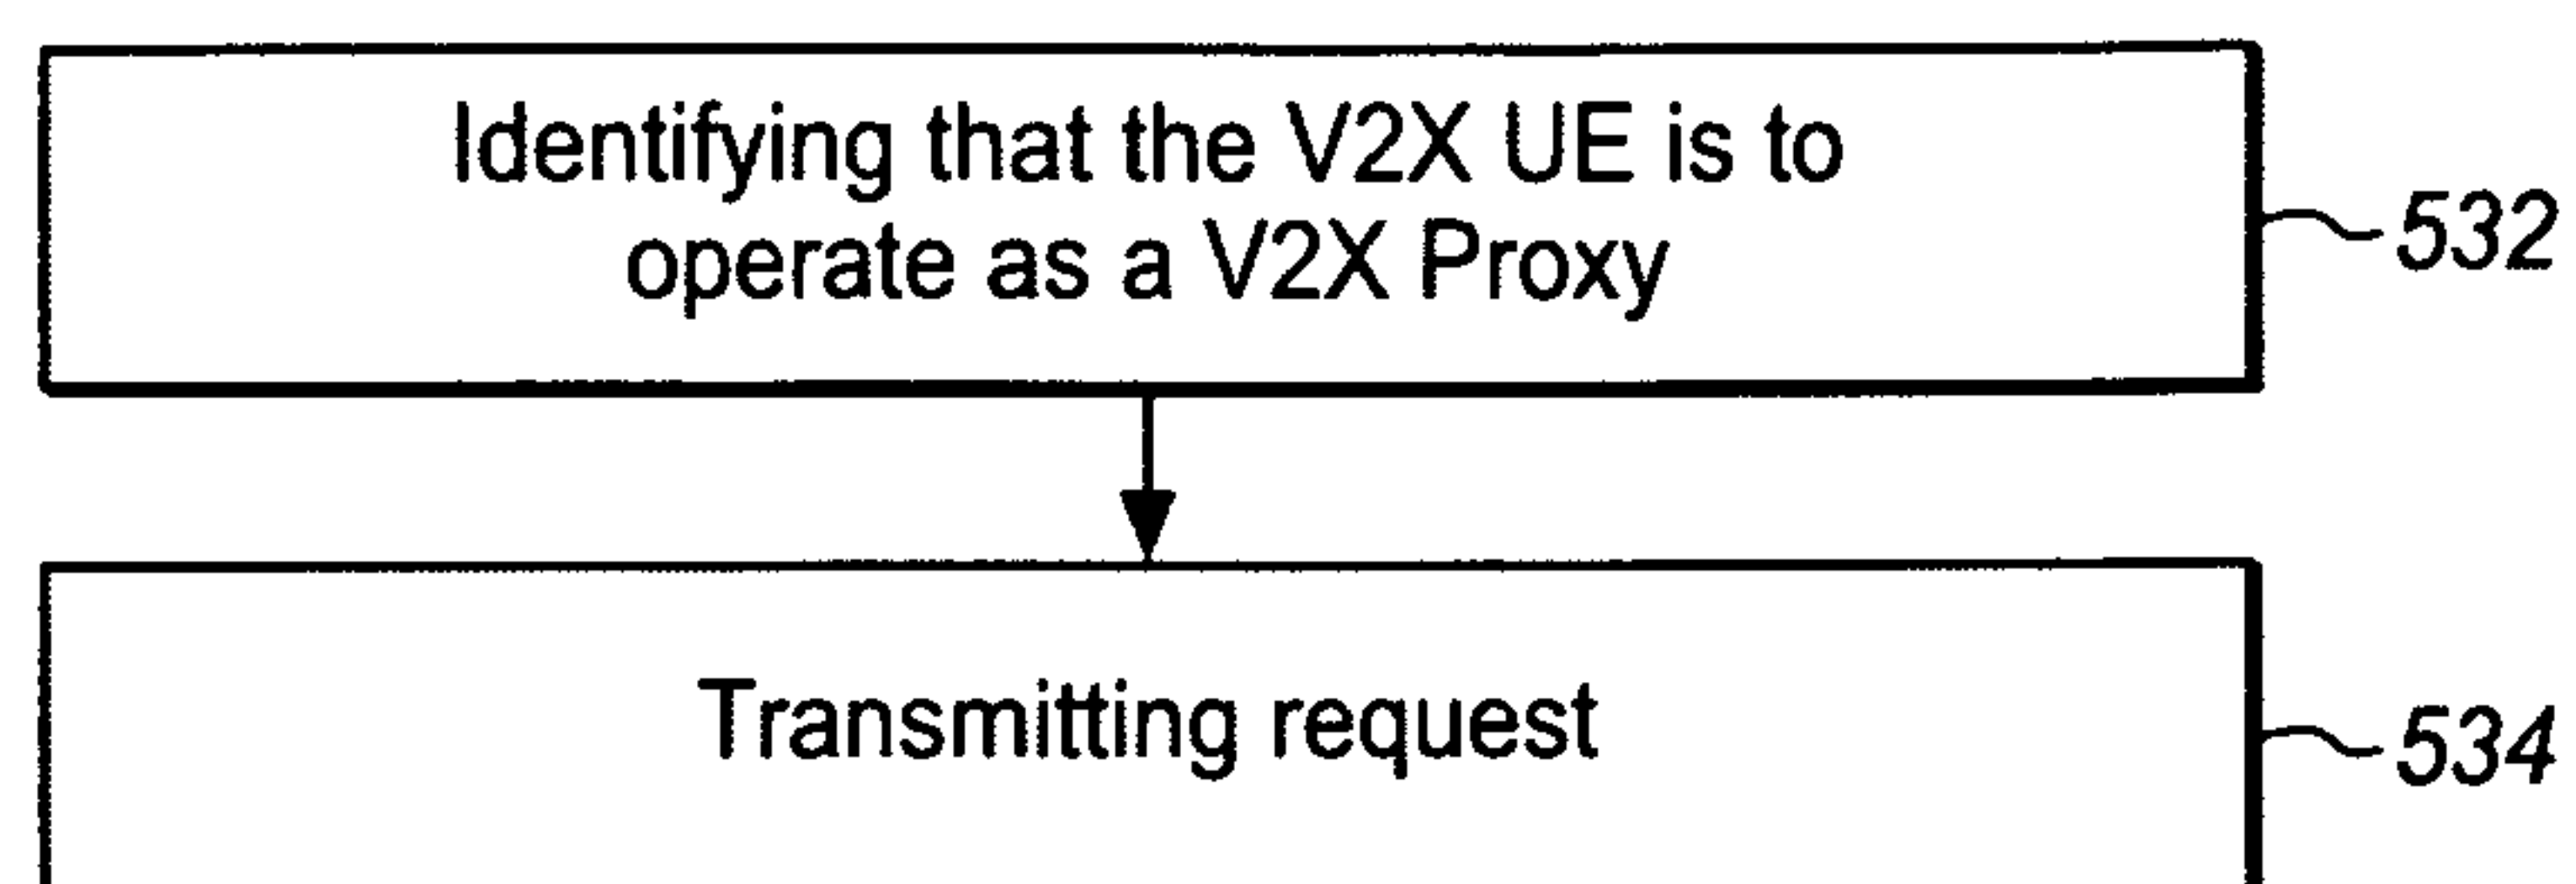 Identifying that the V2X UE is to
operate as a V2X Proxy
532
Transmitting request
534